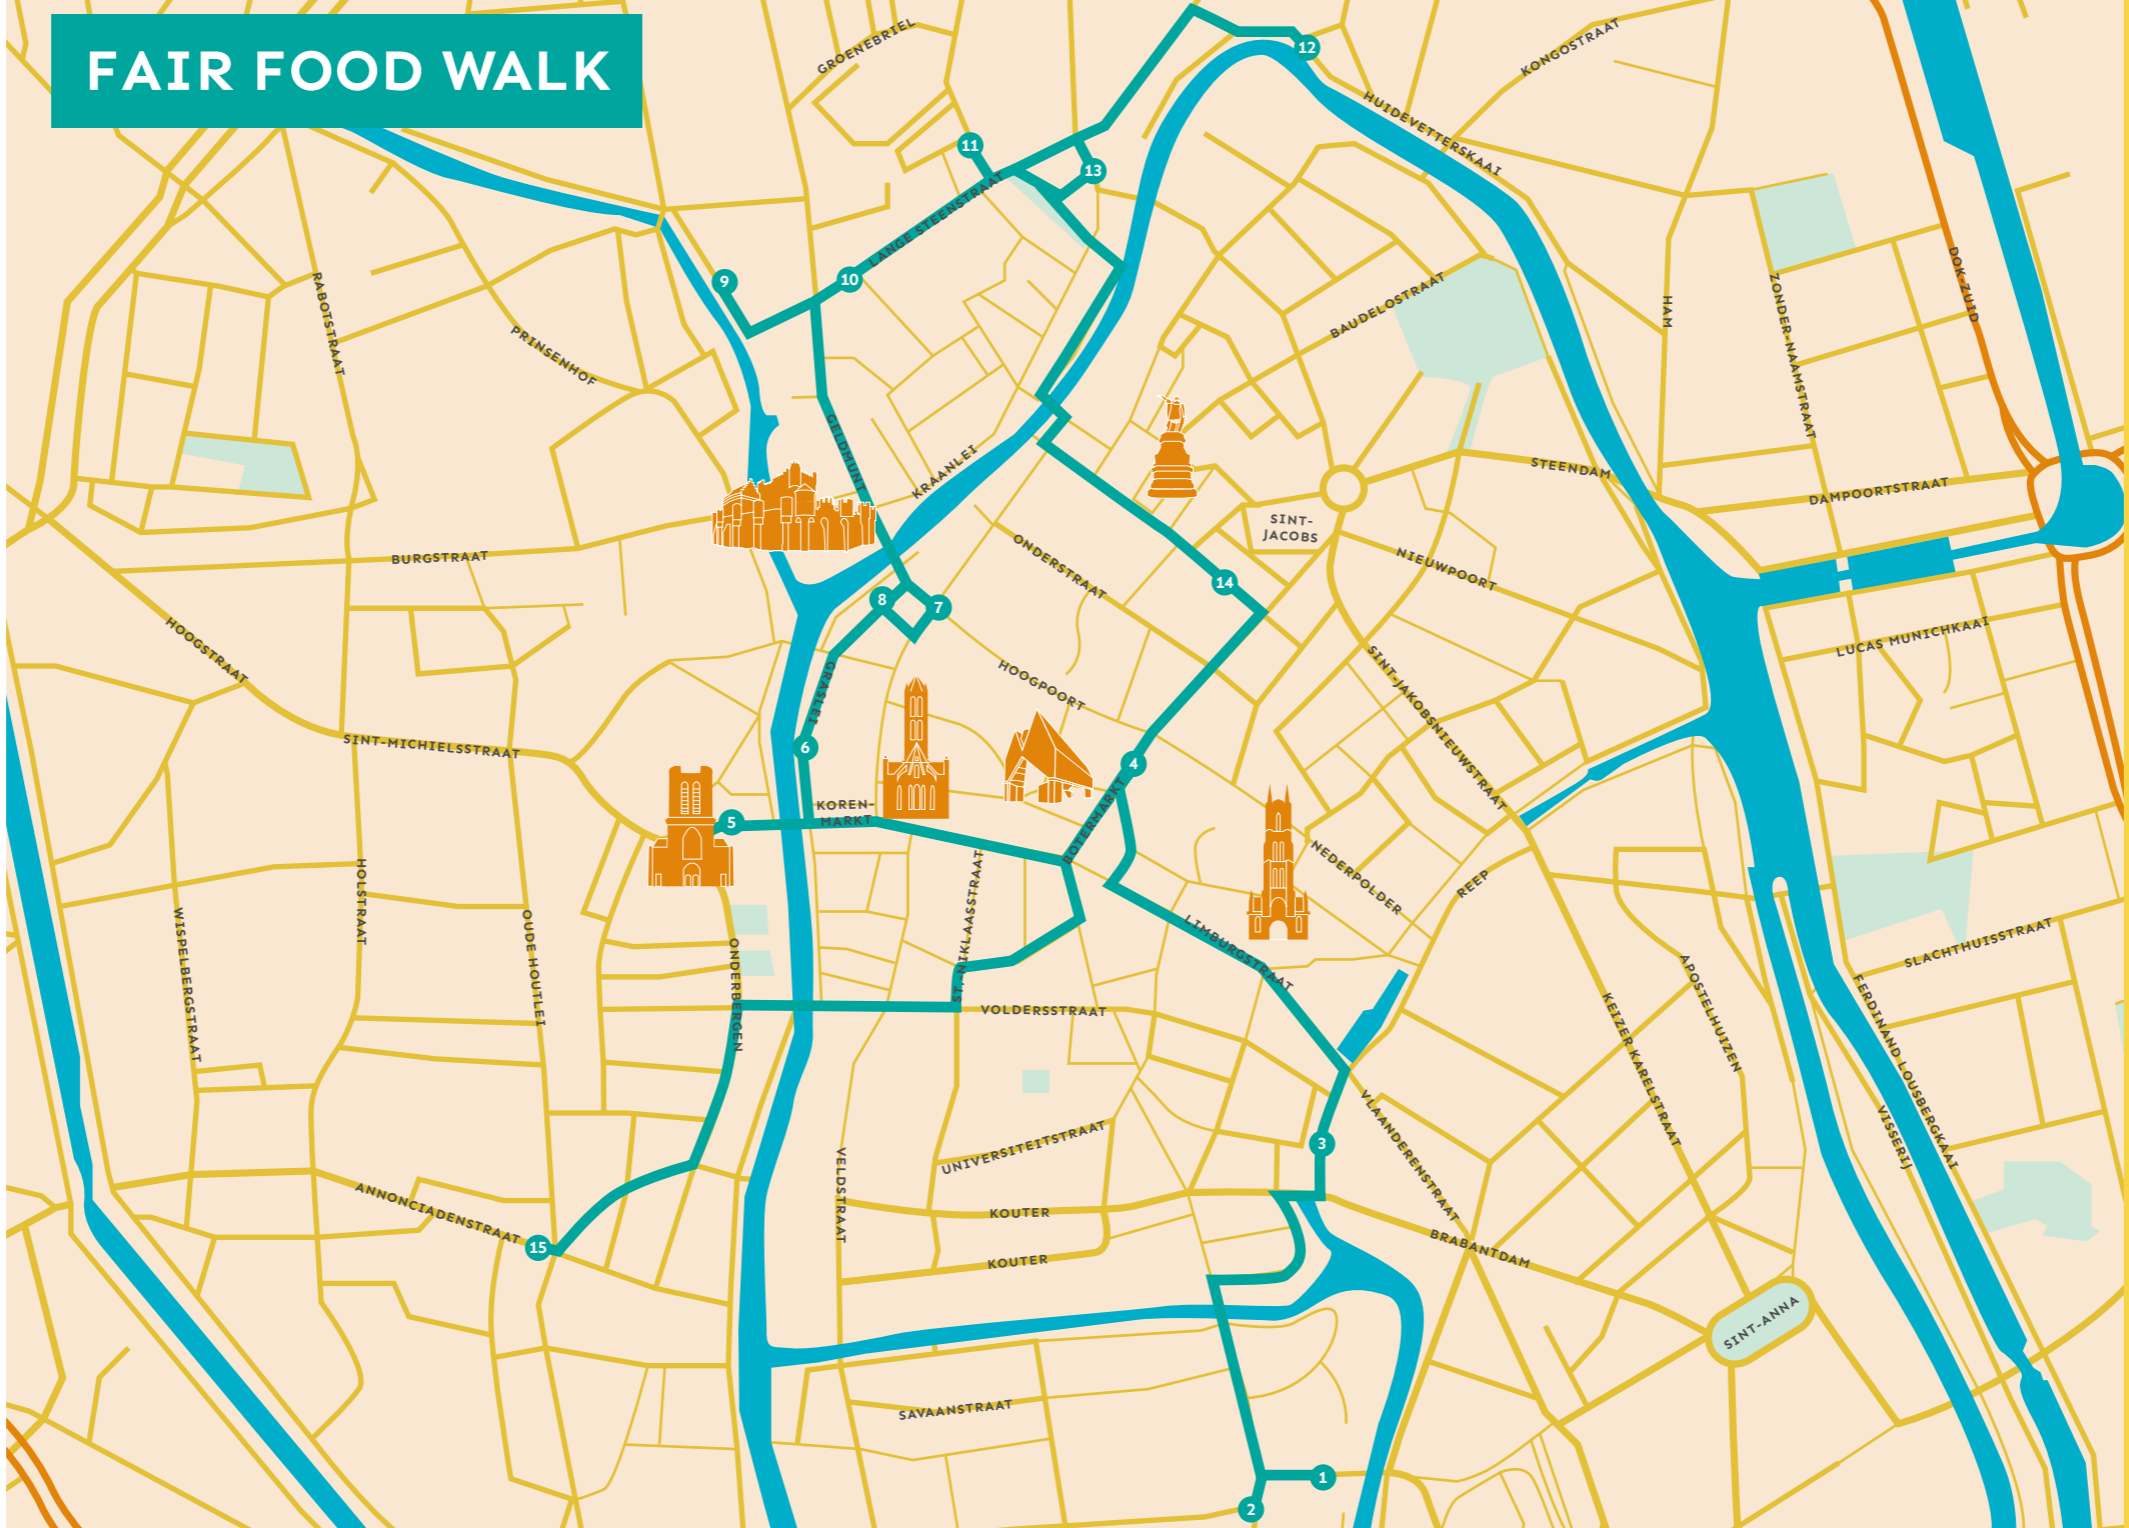 FAIR FOOD WALK
GROENEBRIEL
12
KONGOSTRAAT
HUIDEVETTERSKAAI
11
13
LANGE STEENSTRAAT
9
10
RABOTSTRAAT
PRINSENHOF
BAUDELOSTRAAT
HAM
ZONDER-NAAMSTRAAT
DOK-ZUID
GELDMUNT
KRAANLEI
STEENDAM
DAMPOORTSTRAAT
SINT-
JACOBS
BURGSTRAAT
ONDERSTRAAT
NIEUWPOORT
14
8
7
HOOGSTRAAT
LUCAS MUNICHKAAI
GRASLEI
HOOGPOORT
SINT-JAKOBSNIEUWSTRAAT
SINT-MICHIELSSTRAAT
6
4
KOREN-
MARKT
5
BOTERMARKT
HOLSTRAAT
ST.-NIKLAASSTRAAT
NEDERPOLDER
REEP
WISPELBERGSTRAAT
OUDE HOUTLEI
ONDERBERGEN
LIMBURGSTRAAT
SLACHTHUISSTRAAT
APOSTELHUIZEN
KEIZER KARELSTRAAT
FERDINAND LOUSBERGKAAI
VOLDERSSTRAAT
VISSERIJ
VLAANDERENSTRAAT
3
UNIVERSITEITSTRAAT
VELDSTRAAT
ANNONCIADENSTRAAT
KOUTER
15
KOUTER
BRABANTDAM
SINT-ANNA
SAVAANSTRAAT
1
2